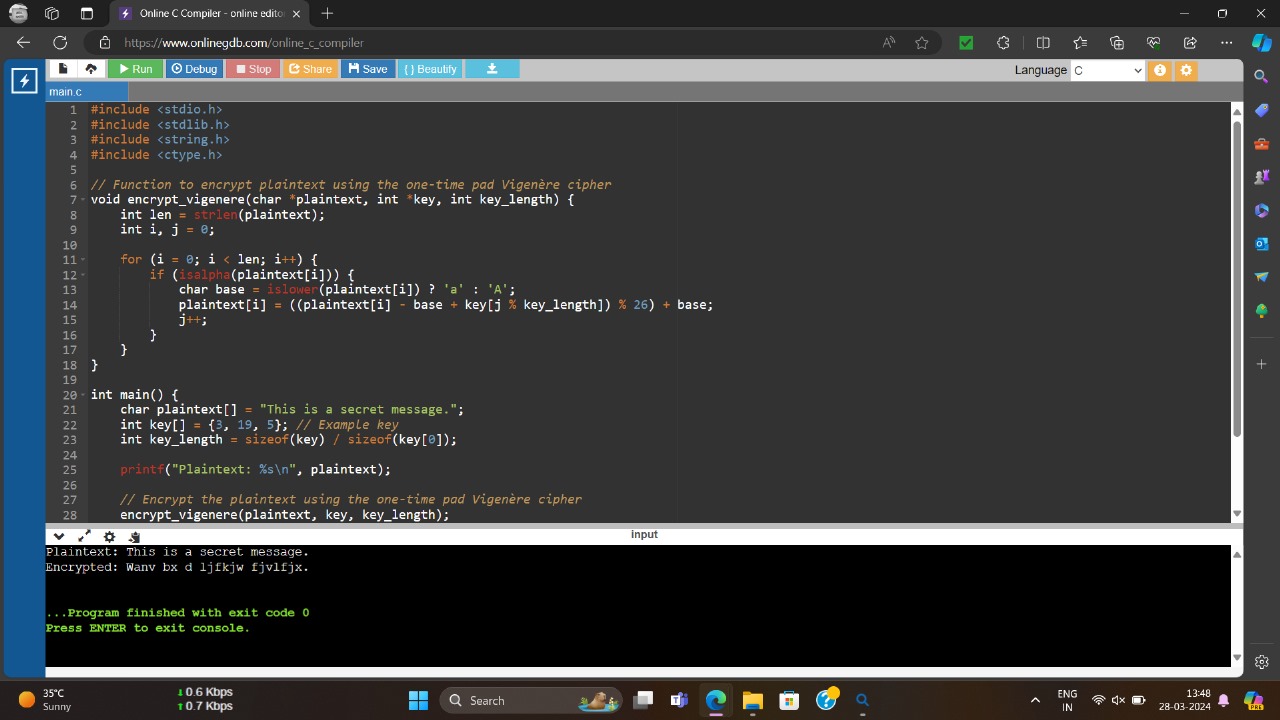 Online C Compiler - online edito
https://www.onlinegdb.com/online_c_compiler
Run Debug Stop Share Save { } Beautify
Language C
main.c
1 #include <stdio.h>
2 #include <stdlib.h>
3 #include <string.h>
4 #include <ctype.h>
5
6 // Function to encrypt plaintext using the one-time pad Vigenère cipher
7 void encrypt_vigenere(char *plaintext, int *key, int key_length) {
8 int len = strlen(plaintext);
9 int i, j = 0;
10
11 for (i = 0; i < len; i++) {
12 if (isalpha(plaintext[i])) {
13 char base = islower(plaintext[i]) ? 'a' : 'A';
14 plaintext[i] = ((plaintext[i] - base + key[j % key_length]) % 26) + base;
15 j++;
16 }
17 }
18 }
19
20 int main() {
21 char plaintext[] = "This is a secret message.";
22 int key[] = {3, 19, 5}; // Example key
23 int key_length = sizeof(key) / sizeof(key[0]);
24
25 printf("Plaintext: %s\n", plaintext);
26
27 // Encrypt the plaintext using the one-time pad Vigenère cipher
28 encrypt_vigenere(plaintext, key, key_length);
input
Plaintext: This is a secret message.
Encrypted: Wanv bx d ljfkjw fjvlfjx.
...Program finished with exit code 0
Press ENTER to exit console.
35°C
Sunny
0.6 Kbps
0.7 Kbps
Search
ENG
IN
13:48
28-03-2024